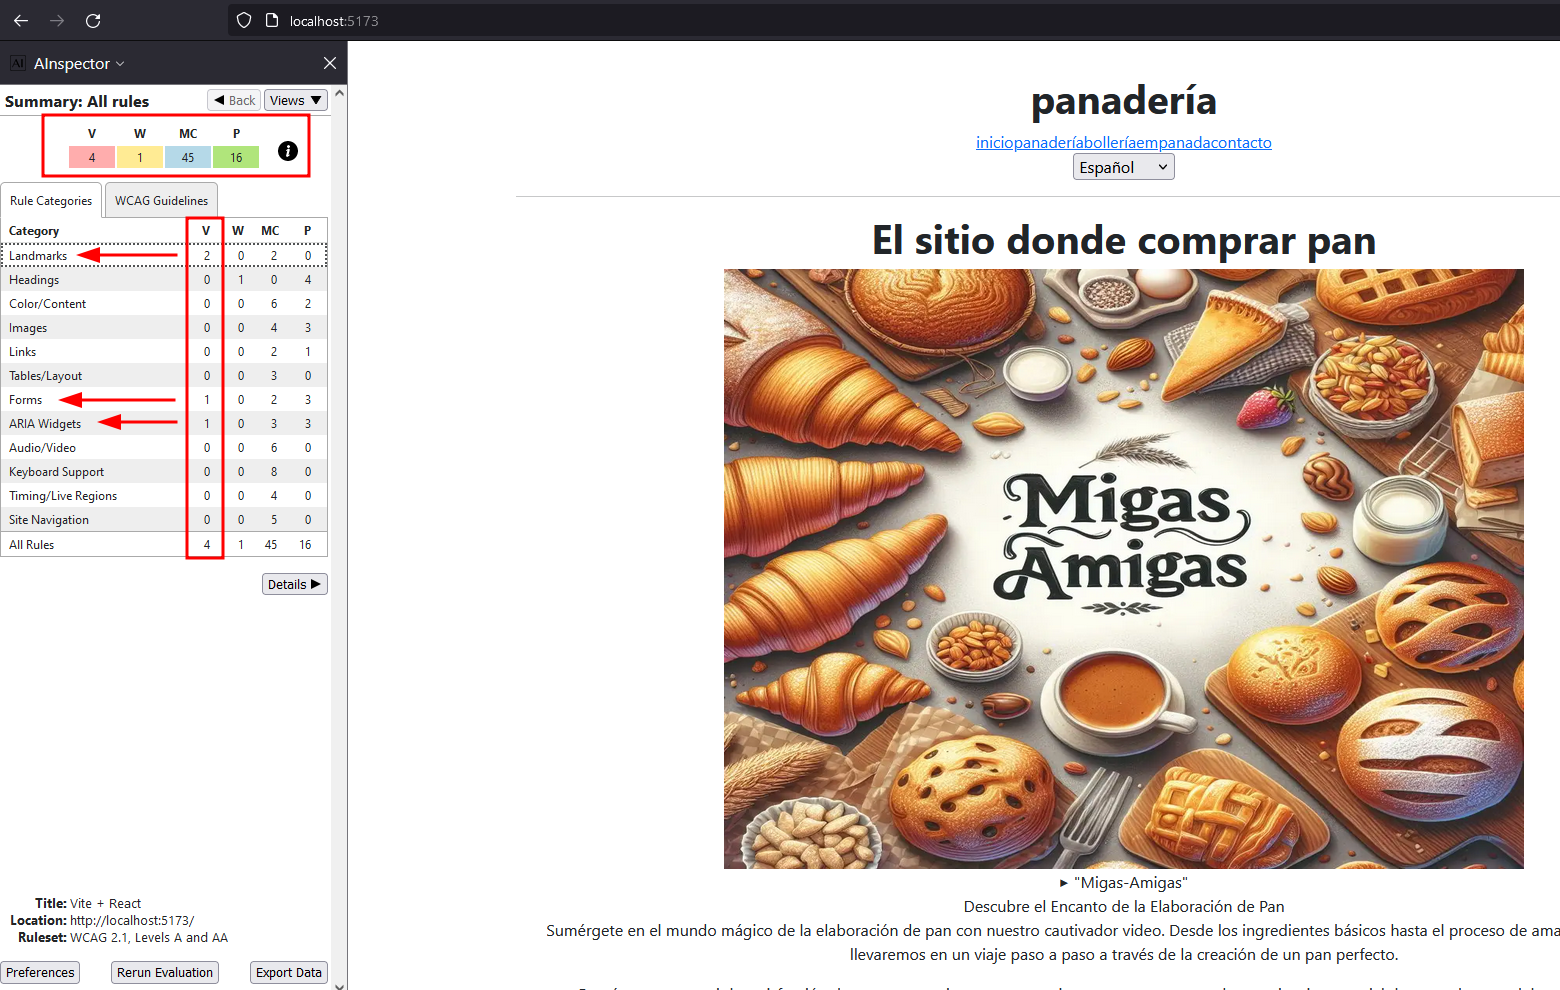 localhost:5173
AInspector
Summary: All rules
Back
Views
V W MC P
4 1 45 16
Rule Categories
WCAG Guidelines
Category V W MC P
Landmarks 2 0 2 0
Headings 0 1 0 4
Color/Content 0 0 6 2
Images 0 0 4 3
Links 0 0 2 1
Tables/Layout 0 0 3 0
Forms 1 0 2 3
ARIA Widgets 1 0 3 3
Audio/Video 0 0 6 0
Keyboard Support 0 0 8 0
Timing/Live Regions 0 0 4 0
Site Navigation 0 0 5 0
All Rules 4 1 45 16
Details
Title: Vite + React
Location: http://localhost:5173/
Ruleset: WCAG 2.1, Levels A and AA
Preferences
Rerun Evaluation
Export Data
panadería
iniciopanaderíabolleríaempanadacontacto
Español
El sitio donde comprar pan
Migas
Amigas
"Migas-Amigas"
Descubre el Encanto de la Elaboración de Pan
Sumérgete en el mundo mágico de la elaboración de pan con nuestro cautivador video. Desde los ingredientes básicos hasta el proceso de ama
llevaremos en un viaje paso a paso a través de la creación de un pan perfecto.